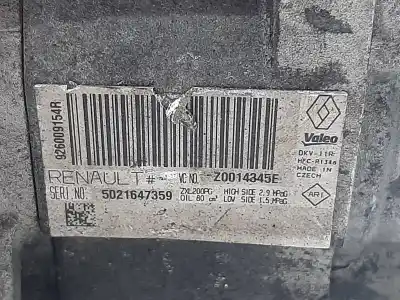 926009154R
Valeo
DKV-11R
HFC-R134a
MADE IN
CZECH
RENAULT # VC NO. Z0014345E
SERI.NO. 5021647359
ZXL200PG HIGH SIDE 2.9 MPaG
OIL 80 cm³ LOW SIDE 1.5 MPaG
AR1